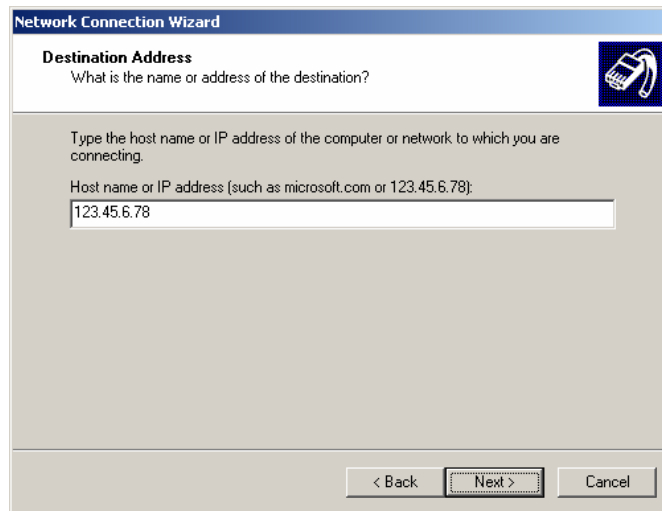 Network Connection Wizard
Destination Address
What is the name or address of the destination?
Type the host name or IP address of the computer or network to which you are
connecting.
Host name or IP address (such as microsoft.com or 123.45.6.78):
123.45.6.78
< Back
Next >
Cancel